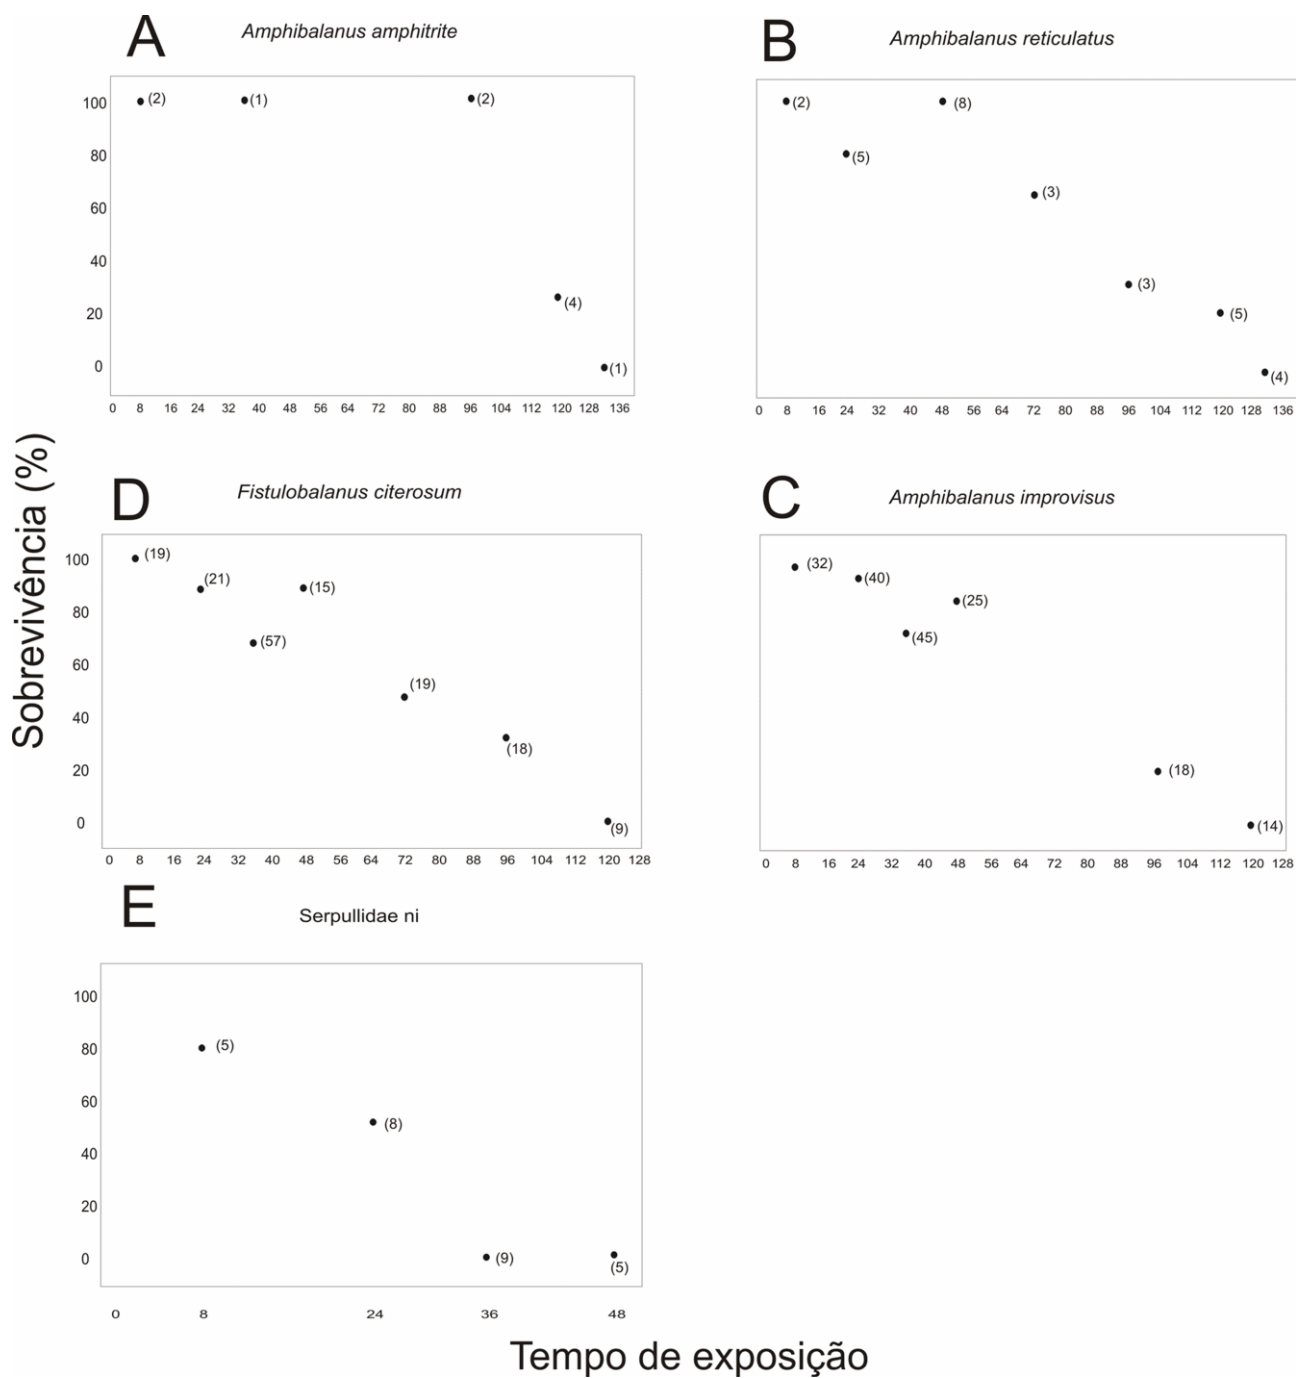 A
Amphibalanus amphitrite
100
80
60
40
20
0
(2)
(1)
(2)
(4)
(1)
0 8 16 24 32 40 48 56 64 72 80 88 96 104 112 120 128 136
B
Amphibalanus reticulatus
(2)
(8)
(5)
(3)
(3)
(5)
(4)
0 8 16 24 32 40 48 56 64 72 80 88 96 104 112 120 128 136
Sobrevivência (%)
D
Fistulobalanus citerosum
100
80
60
40
20
0
(19)
(21)
(15)
(57)
(19)
(18)
(9)
0 8 16 24 32 40 48 56 64 72 80 88 96 104 112 120 128
C
Amphibalanus improvisus
(32)
(40)
(25)
(45)
(18)
(14)
0 8 16 24 32 40 48 56 64 72 80 88 96 104 112 120 128
E
Serpullidae ni
100
80
60
40
20
0
(5)
(8)
(9)
(5)
0 8 24 36 48
Tempo de exposição